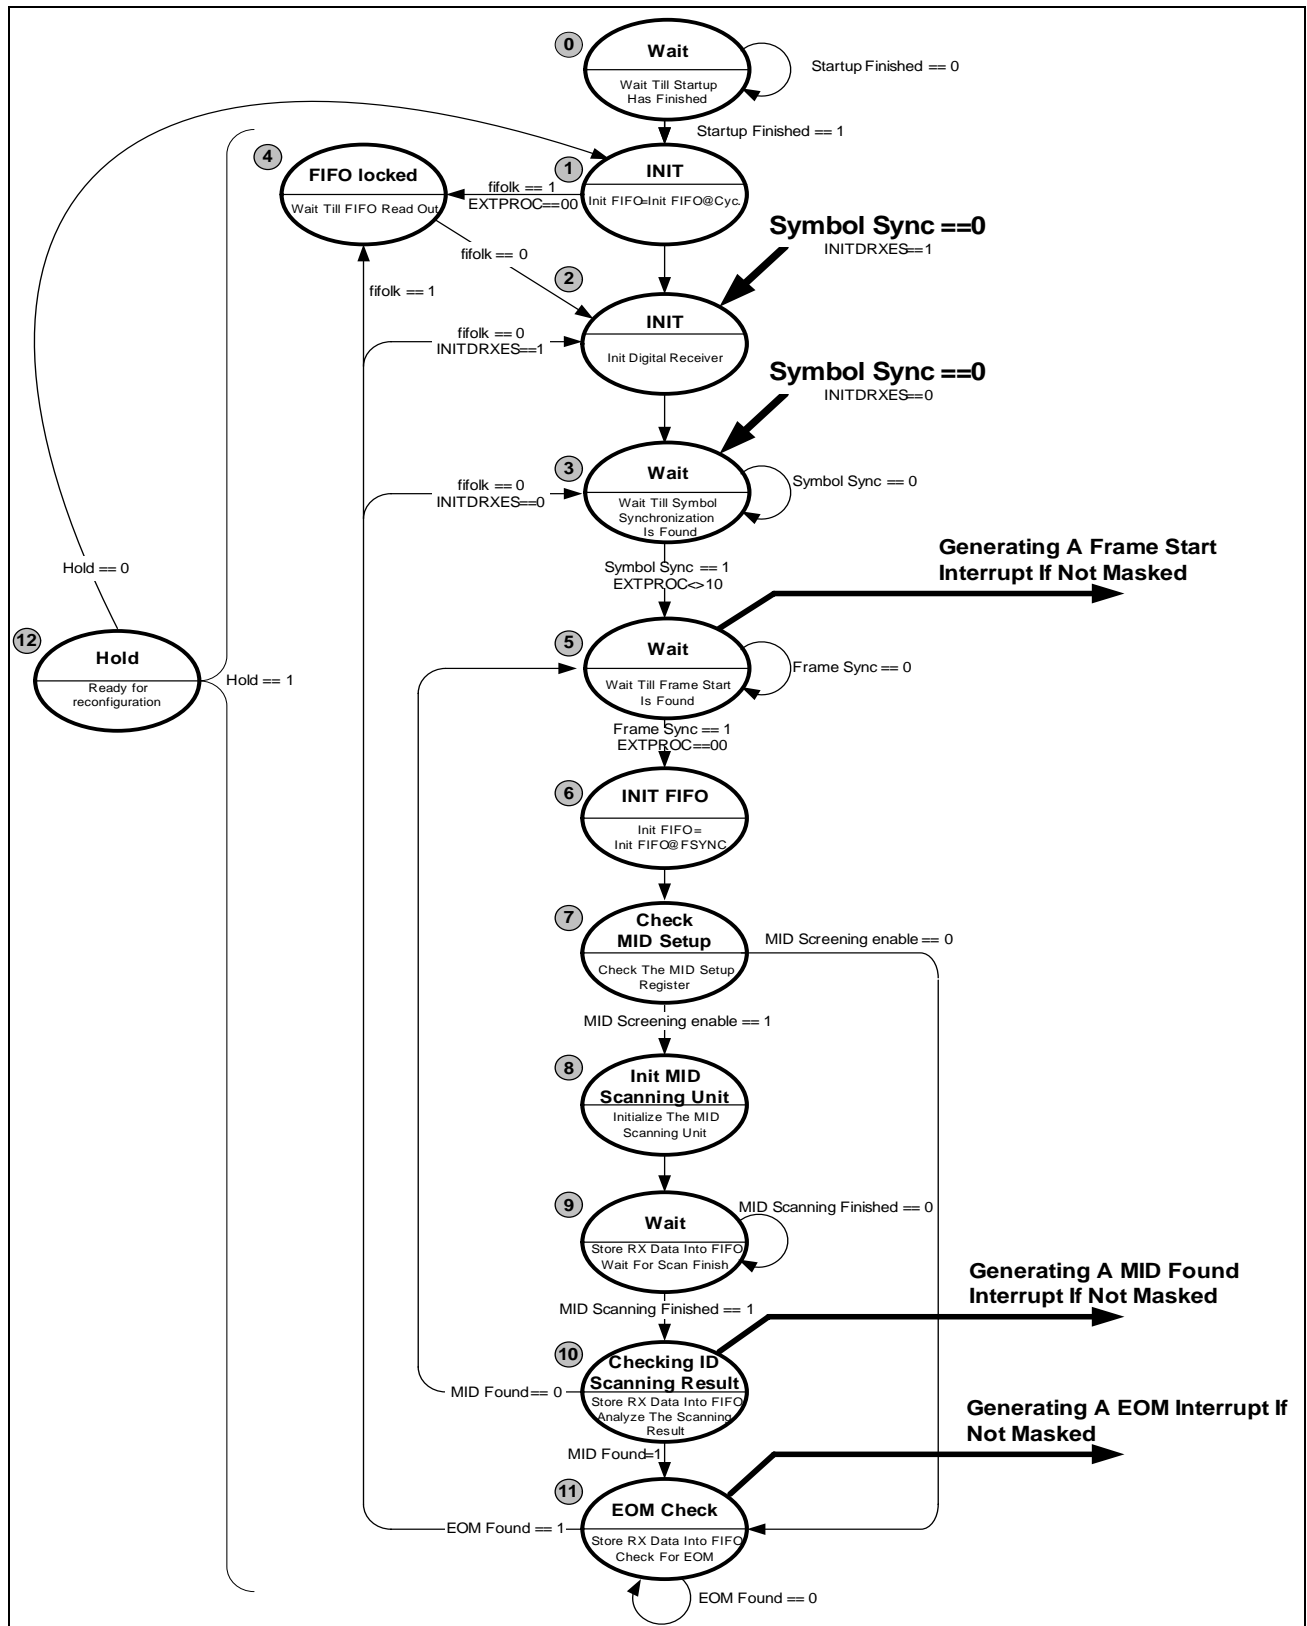 0
Wait
Wait Till Startup
Has Finished
Startup Finished == 0
Startup Finished == 1
4
FIFO locked
Wait Till FIFO Read Out
1
INIT
Init FIFO=Init FIFO@Cyc.
fifolk == 1
EXTPROC==00
Symbol Sync ==0
INITDRXES==1
fifolk == 0
2
INIT
Init Digital Receiver
fifolk == 1
fifolk == 0
INITDRXES==1
Symbol Sync ==0
INITDRXES==0
3
Wait
Wait Till Symbol
Synchronization
Is Found
Symbol Sync == 0
fifolk == 0
INITDRXES==0
Generating A Frame Start
Interrupt If Not Masked
Hold == 0
Symbol Sync == 1
EXTPROC<>10
12
Hold
Ready for
reconfiguration
Hold == 1
5
Wait
Wait Till Frame Start
Is Found
Frame Sync == 0
Frame Sync == 1
EXTPROC==00
6
INIT FIFO
Init FIFO=
Init FIFO@FSYNC
7
Check
MID Setup
Check The MID Setup
Register
MID Screening enable == 0
MID Screening enable == 1
8
Init MID
Scanning Unit
Initialize The MID
Scanning Unit
9
Wait
Store RX Data Into FIFO
Wait For Scan Finish
MID Scanning Finished == 0
Generating A MID Found
Interrupt If Not Masked
MID Scanning Finished == 1
10
Checking ID
Scanning Result
Store RX Data Into FIFO
Analyze The Scanning
Result
MID Found== 0
Generating A EOM Interrupt If
Not Masked
MID Found=1
11
EOM Check
Store RX Data Into FIFO
Check For EOM
EOM Found == 1
EOM Found == 0